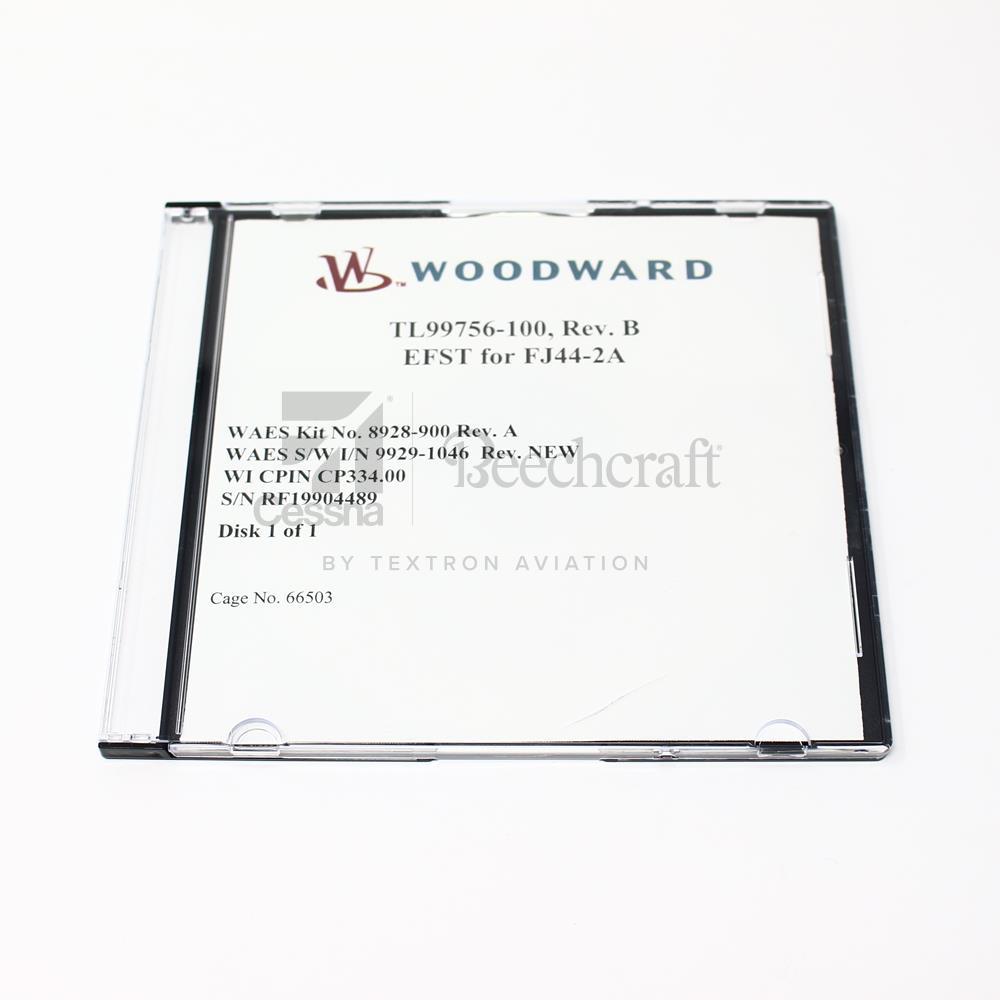 W™ WOODWARD
TL99756-100, Rev. B
EFST for FJ44-2A
WAES Kit No. 8928-900 Rev. A
WAES S/W I/N 9929-1046 Rev. NEW
WI CPIN CP334.00
S/N RF19904489
Disk 1 of 1
Cage No. 66503
Cessna
Beechcraft®
BY TEXTRON AVIATION